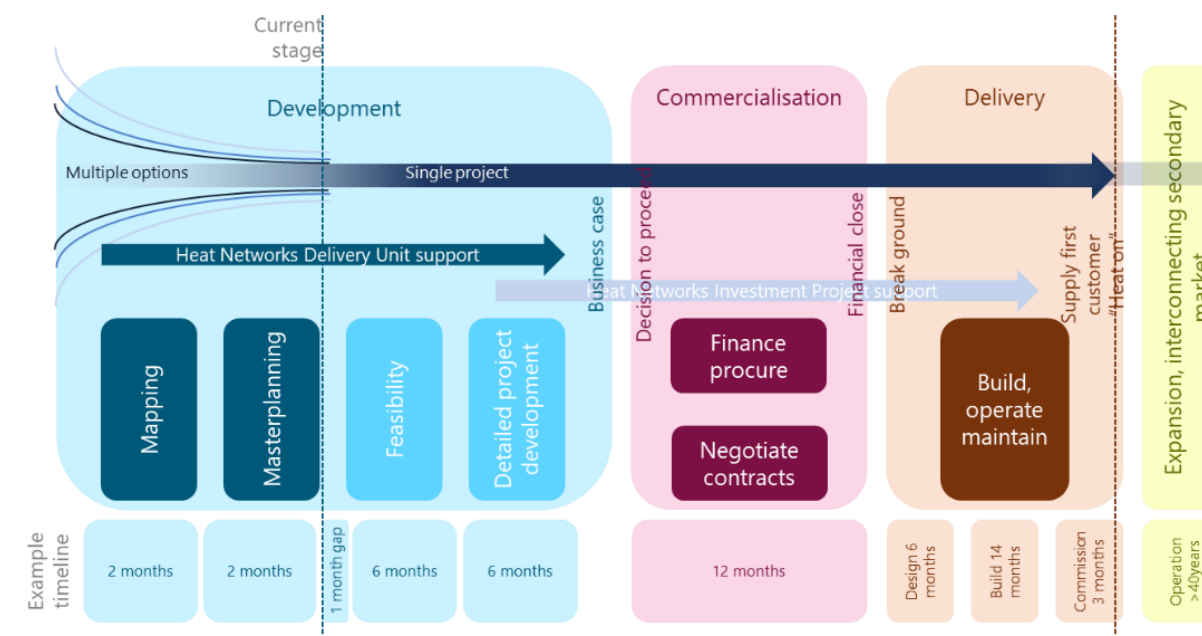 Current
stage
Development
Commercialisation
Delivery
Multiple options
Single project
Heat Networks Delivery Unit support
Heat Networks Investment Project support
Business case
Decision to proceed
Financial close
Break ground
Supply first
customer
“Heat on”
Expansion, interconnecting secondary
market
Mapping
Masterplanning
Feasibility
Detailed project
development
Finance
procure
Negotiate
contracts
Build,
operate
maintain
Example
timeline
2 months
2 months
1 month gap
6 months
6 months
12 months
Design 6
months
Build 14
months
Commission
3 months
Operation
>40years